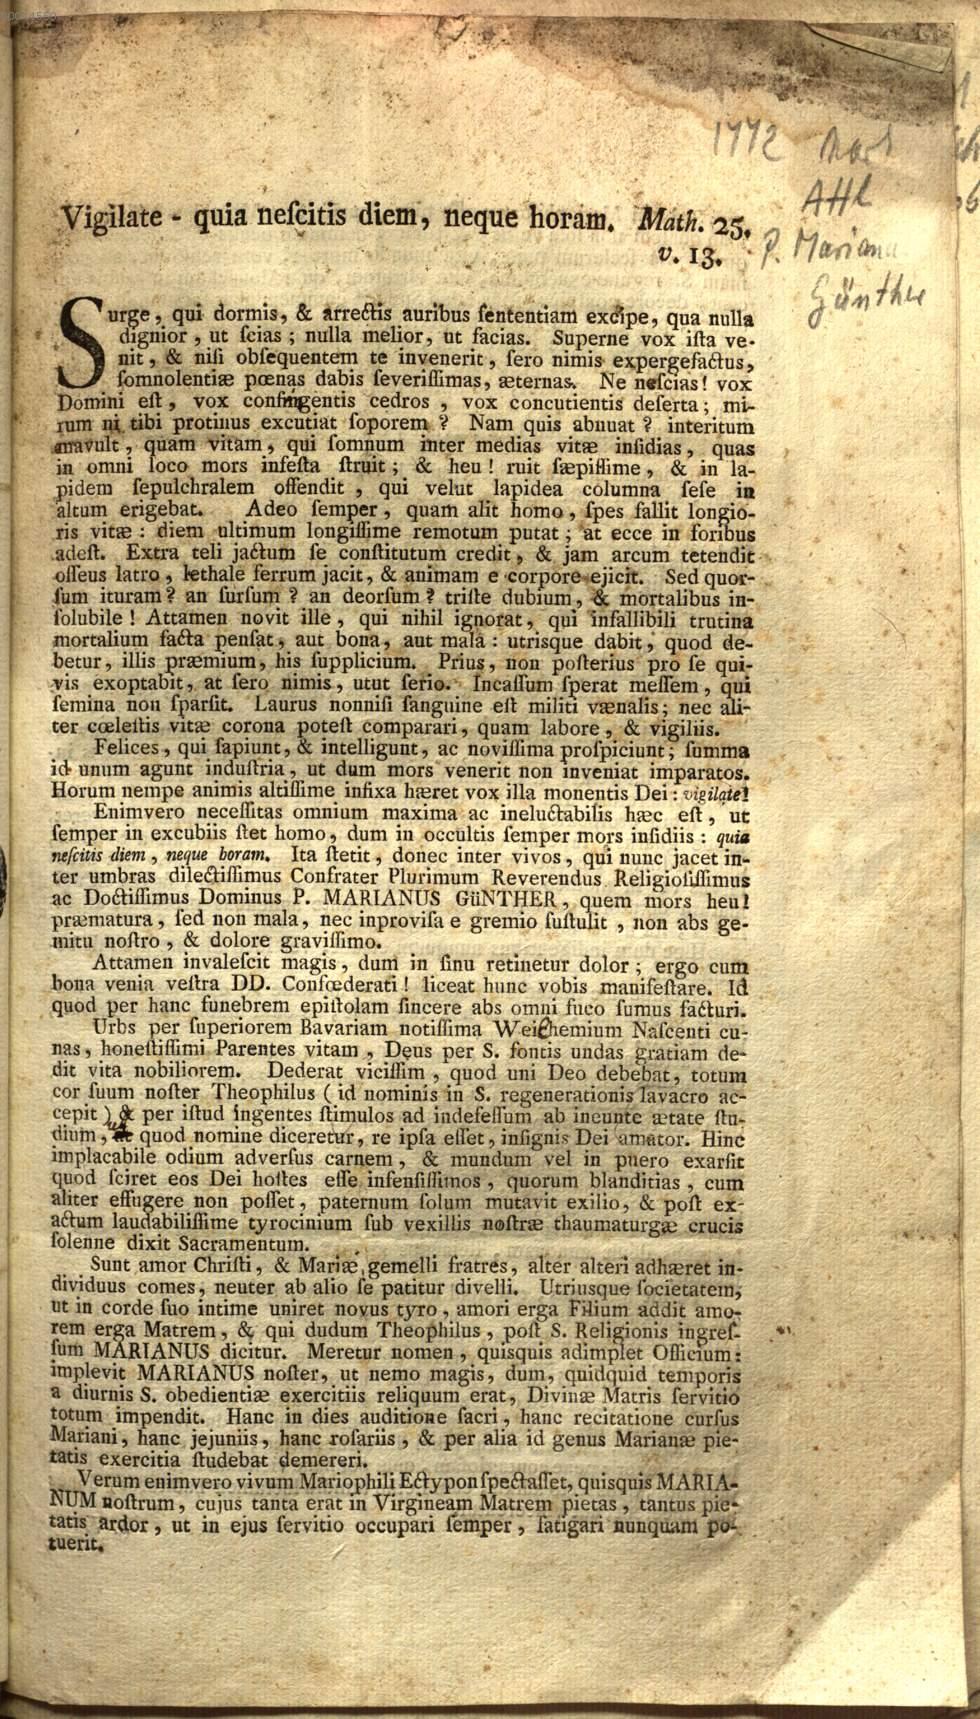 1772
AHl
P. Mariana
Günther
Vigilate - quia neſcitis diem, neque horam. Math. 25.
v. 13.
Surge, qui dormis, & arrectis auribus ſententiam excipe, qua nulla
dignior, ut ſcias; nulla melior, ut facias. Superne vox iſta ve-
nit, & niſi obſequentem te invenerit, ſero nimis expergefactus,
ſomnolentiæ pœnas dabis ſeveriſſimas, æternas. Ne neſcias! vox
Domini eſt, vox confringentis cedros, vox concutientis deſerta; mi-
rum ni tibi protinus excutiat ſoporem? Nam quis abnuat? interitum
mavult, quam vitam, qui ſomnum inter medias vitæ inſidias, quas
in omni loco mors infeſta ſtruit; & heu! ruit ſæpiſſime, & in la-
pidem ſepulchralem offendit, qui velut lapidea columna ſeſe in
altum erigebat. Adeo ſemper, quam alit homo, ſpes fallit longio-
ris vitæ: diem ultimum longiſſime remotum putat; at ecce in foribus
adeſt. Extra teli jactum ſe conſtitutum credit, & jam arcum tetendit
oſſeus latro, lethale ferrum jacit, & animam e corpore ejicit. Sed quor-
ſum ituram? an ſurſum? an deorſum? triſte dubium, & mortalibus in-
ſolubile! Attamen novit ille, qui nihil ignorat, qui infallibili trutina
mortalium facta penſat, aut bona, aut mala: utrisque dabit, quod de-
betur, illis præmium, his ſupplicium. Prius, non poſterius pro ſe qui-
vis exoptabit, at ſero nimis, utut ſerio. Incaſſum ſperat meſſem, qui
ſemina non ſparſit. Laurus nonniſi ſanguine eſt militi vænalis; nec ali-
ter cœleſtis vitæ corona poteſt comparari, quam labore, & vigiliis.
Felices, qui ſapiunt, & intelligunt, ac noviſſima proſpiciunt; ſumma
id unum agunt induſtria, ut dum mors venerit non inveniat imparatos.
Horum nempe animis altiſſime infixa hæret vox illa monentis Dei: vigilate!
Enimvero neceſſitas omnium maxima ac ineluctabilis hæc eſt, ut
ſemper in excubiis ſtet homo, dum in occultis ſemper mors inſidiis: quia
neſcitis diem, neque horam. Ita ſtetit, donec inter vivos, qui nunc jacet in-
ter umbras dilectiſſimus Confrater Plurimum Reverendus Religioſiſſimus
ac Doctiſſimus Dominus P. MARIANUS GüNTHER, quem mors heu!
præmatura, ſed non mala, nec inproviſa e gremio ſuſtulit, non abs ge-
mitu noſtro, & dolore graviſſimo.
Attamen invaleſcit magis, dum in ſinu retinetur dolor; ergo cum
bona venia veſtra DD. Confœderati! liceat hunc vobis manifeſtare. Id
quod per hanc funebrem epiſtolam ſincere abs omni fuco ſumus facturi.
Urbs per ſuperiorem Bavariam notiſſima Weilhemium Naſcenti cu-
nas, honeſtiſſimi Parentes vitam, Deus per S. fontis undas gratiam de-
dit vita nobiliorem. Dederat viciſſim, quod uni Deo debebat, totum
cor ſuum noſter Theophilus (id nominis in S. regenerationis lavacro ac-
cepit) & per iſtud ingentes ſtimulos ad indefeſſum ab ineunte ætate ſtu-
dium, ut quod nomine diceretur, re ipſa eſſet, inſignis Dei amator. Hinc
implacabile odium adverſus carnem, & mundum vel in puero exarſit
quod ſciret eos Dei hoſtes eſſe infenſiſſimos, quorum blanditias, cum
aliter effugere non poſſet, paternum ſolum mutavit exilio, & poſt ex-
actum laudabiliſſime tyrocinium ſub vexillis noſtræ thaumaturgæ crucis
ſolenne dixit Sacramentum.
Sunt amor Chriſti, & Mariæ gemelli fratres, alter alteri adhæret in-
dividuus comes, neuter ab alio ſe patitur divelli. Utriusque ſocietatem,
ut in corde ſuo intime uniret novus tyro, amori erga Filium addit amo-
rem erga Matrem, & qui dudum Theophilus, poſt S. Religionis ingreſ-
ſum MARIANUS dicitur. Meretur nomen, quisquis adimplet Officium:
implevit MARIANUS noſter, ut nemo magis, dum, quidquid temporis
a diurnis S. obedientiæ exercitiis reliquum erat, Divinæ Matris ſervitio
totum impendit. Hanc in dies auditione ſacri, hanc recitatione curſus
Mariani, hanc jejuniis, hanc roſariis, & per alia id genus Marianæ pie-
tatis exercitia ſtudebat demereri.
Verum enimvero vivum Mariophili Ectypon ſpectaſſet, quisquis MARIA-
NUM noſtrum, cujus tanta erat in Virgineam Matrem pietas, tantus pie-
tatis ardor, ut in ejus ſervitio occupari ſemper, fatigari nunquam po-
tuerit.